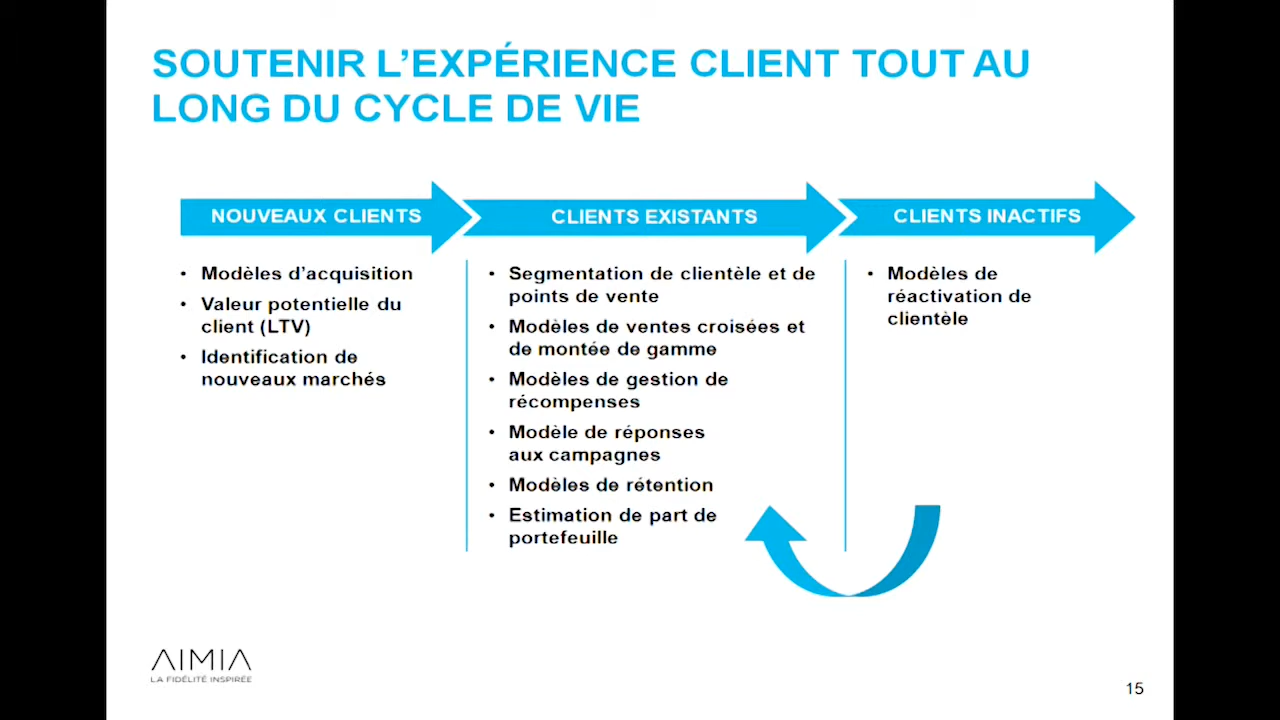 SOUTENIR L’EXPÉRIENCE CLIENT TOUT AU
LONG DU CYCLE DE VIE
NOUVEAUX CLIENTS
• Modèles d’acquisition
• Valeur potentielle du
client (LTV)
• Identification de
nouveaux marchés
CLIENTS EXISTANTS
• Segmentation de clientèle et de
points de vente
• Modèles de ventes croisées et
de montée de gamme
• Modèles de gestion de
récompenses
• Modèle de réponses
aux campagnes
• Modèles de rétention
• Estimation de part de
portefeuille
CLIENTS INACTIFS
• Modèles de
réactivation de
clientèle
AIMIA
LA FIDÉLITÉ INSPIRÉE
15